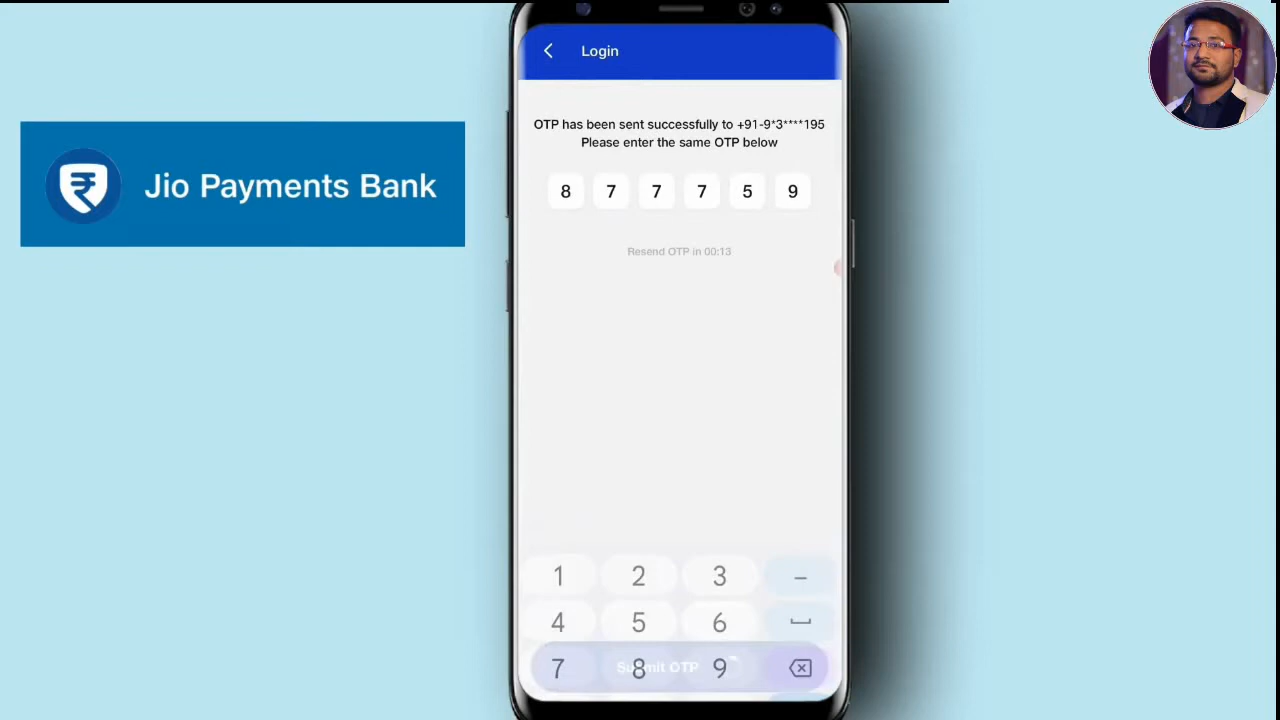 Login
OTP has been sent successfully to +91-9*3****195
Please enter the same OTP below
Jio Payments Bank
8 7 7 7 5 9
Resend OTP in 00:13
1 2 3 –
4 5 6
7 8 9
Submit OTP